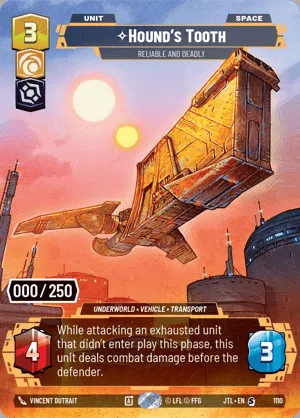 UNIT
SPACE
3
✧HOUND'S TOOTH
RELIABLE AND DEADLY
000/250
UNDERWORLD • VEHICLE • TRANSPORT
4
While attacking an exhausted unit
that didn't enter play this phase, this
unit deals combat damage before the
defender.
3
VINCENT DUTRAIT
© LFL © FFG
JTL • EN
S
1110